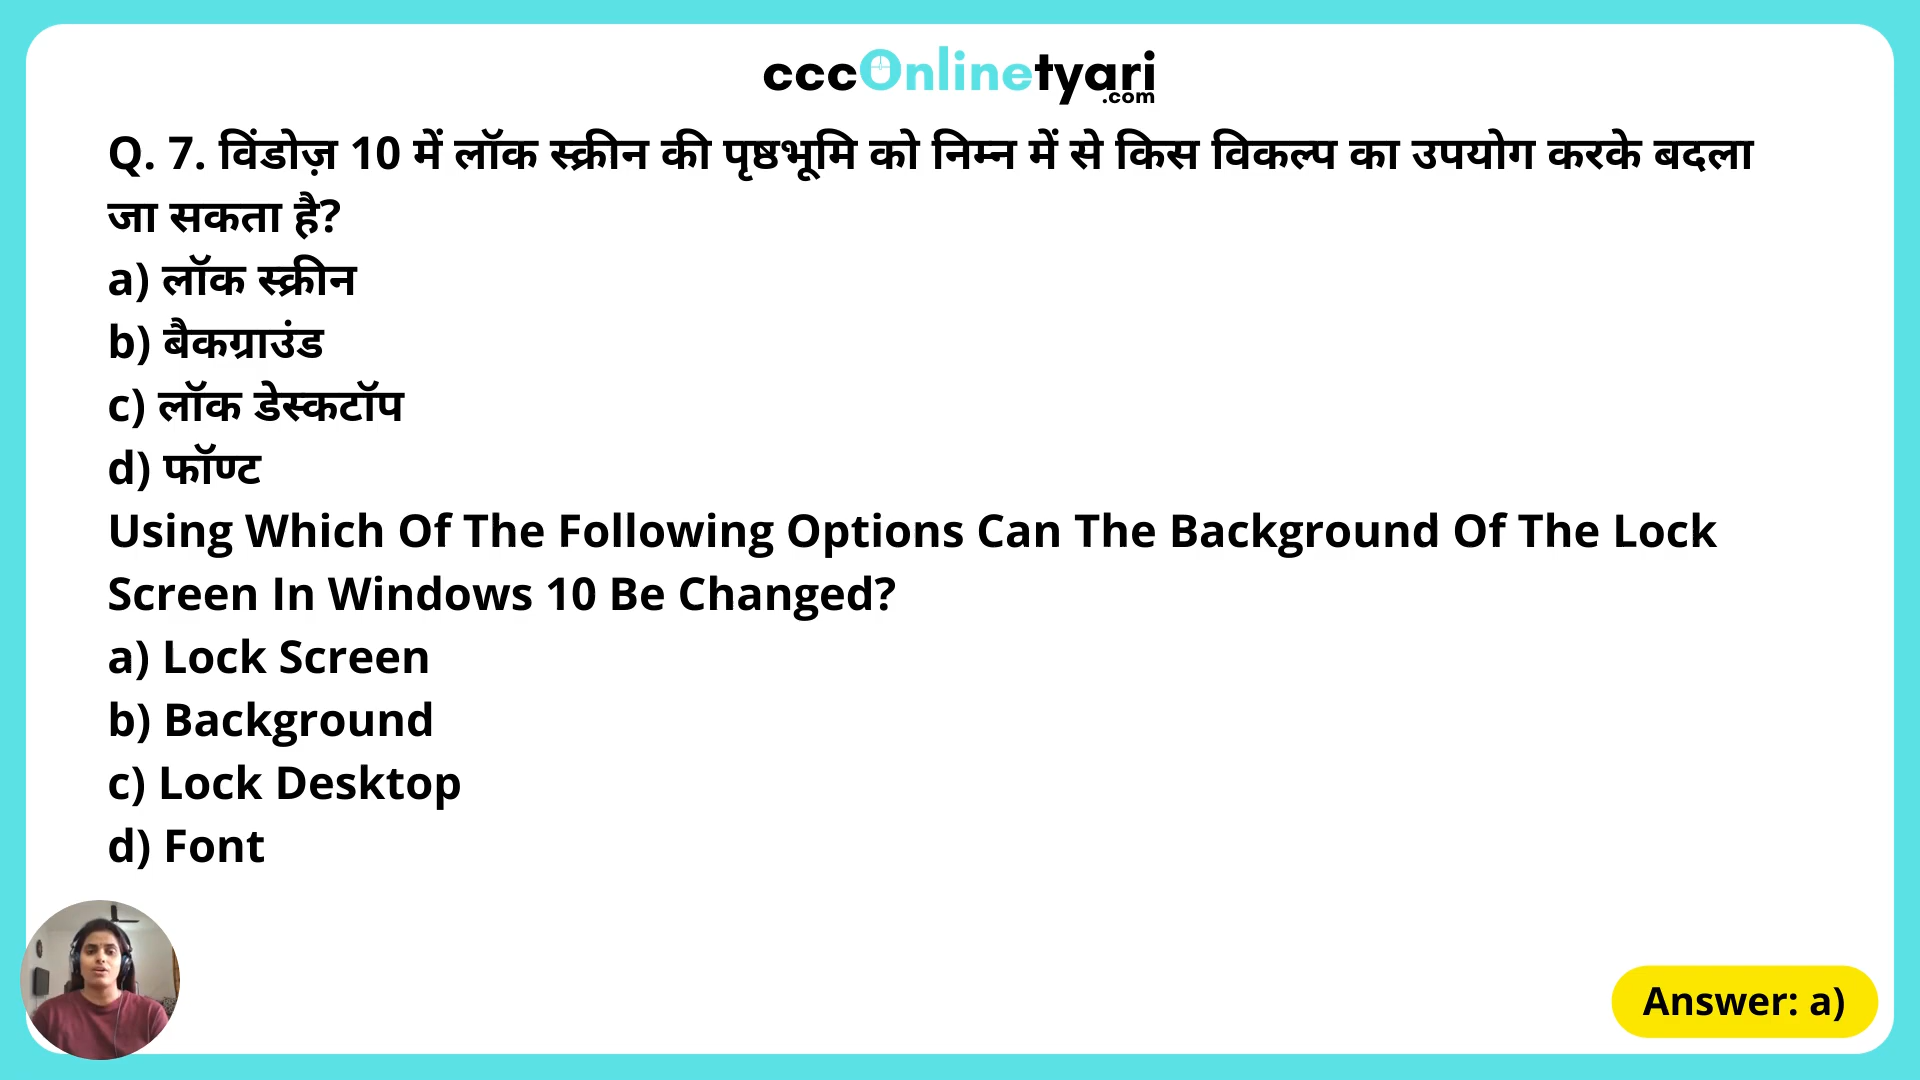 cccOnlinetyari
.com
Q. 7. विंडोज़ 10 में लॉक स्क्रीन की पृष्ठभूमि को निम्न में से किस विकल्प का उपयोग करके बदला
जा सकता है?
a) लॉक स्क्रीन
b) बैकग्राउंड
c) लॉक डेस्कटॉप
d) फॉण्ट
Using Which Of The Following Options Can The Background Of The Lock
Screen In Windows 10 Be Changed?
a) Lock Screen
b) Background
c) Lock Desktop
d) Font
Answer: a)